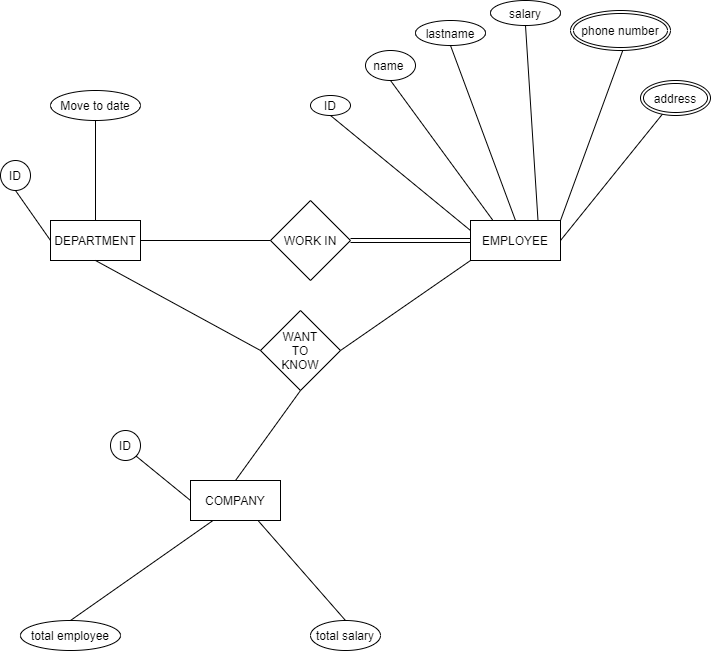 salary
lastname
phone number
name
address
ID
Move to date
ID
DEPARTMENT
WORK IN
EMPLOYEE
WANT
TO
KNOW
ID
COMPANY
total employee
total salary